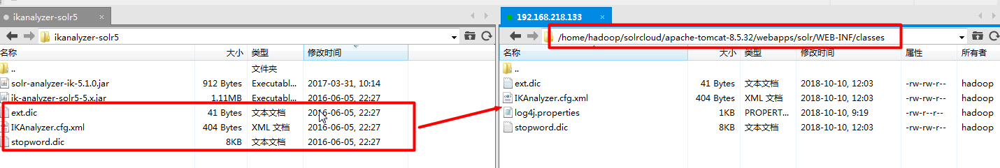 ikanalyzer-solr5 ×
ikanalyzer-solr5
名称 大小 类型 修改时间
.. 文件夹
solr-analyzer-ik-5.1.0.jar 912 Bytes Executabl... 2017-03-31, 10:14
ik-analyzer-solr5-5.x.jar 1.11MB Executabl... 2016-06-05, 22:27
ext.dic 41 Bytes 文本文档 2016-06-05, 22:27
IKAnalyzer.cfg.xml 404 Bytes XML 文档 2016-06-05, 22:27
stopword.dic 8KB 文本文档 2016-06-05, 22:27
192.168.218.133 ×
/home/hadoop/solrcloud/apache-tomcat-8.5.32/webapps/solr/WEB-INF/classes
名称 大小 类型 修改时间 属性 所有者
..
ext.dic 41 Bytes 文本文档 2018-10-10, 12:03 -rw-rw-r-- hadoop
IKAnalyzer.cfg.xml 404 Bytes XML 文档 2018-10-10, 12:03 -rw-rw-r-- hadoop
log4j.properties 1KB PROPERT... 2018-10-10, 9:19 -rw-r--r-- hadoop
stopword.dic 8KB 文本文档 2018-10-10, 12:03 -rw-rw-r-- hadoop